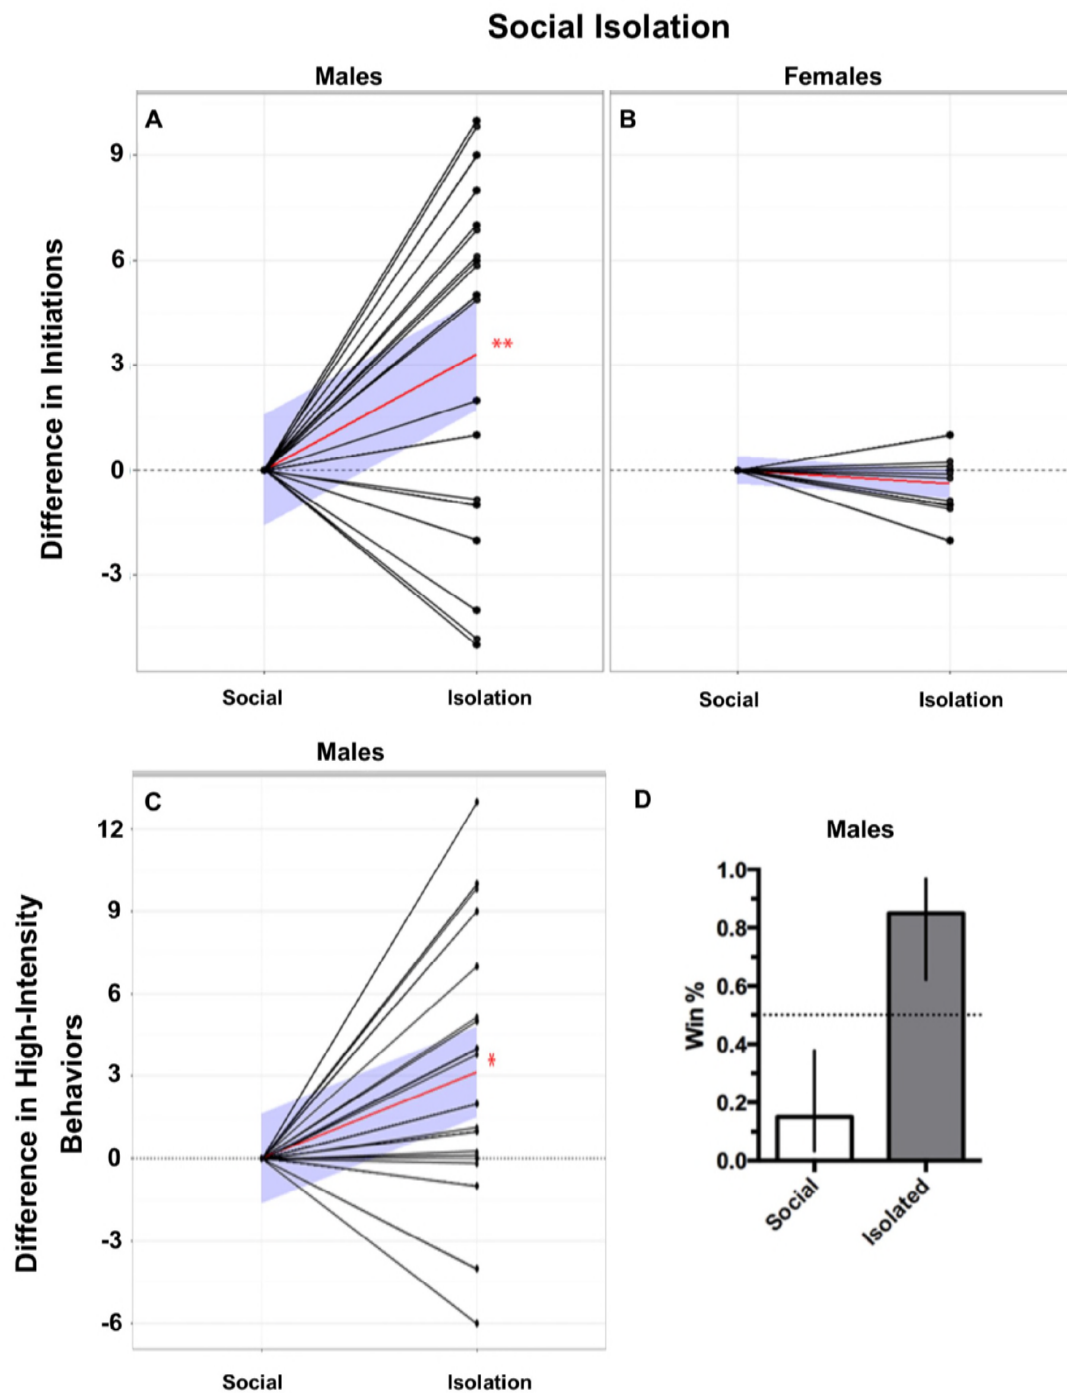 Social Isolation
Males
Females
A
B
9
6
3
0
-3
Difference in Initiations
**
Social
Isolation
Social
Isolation
Males
C
12
9
6
3
0
-3
-6
Difference in High-Intensity
Behaviors
*
Social
Isolation
D
Males
1.0
0.8
0.6
0.4
0.2
0.0
Win %
Social
Isolated